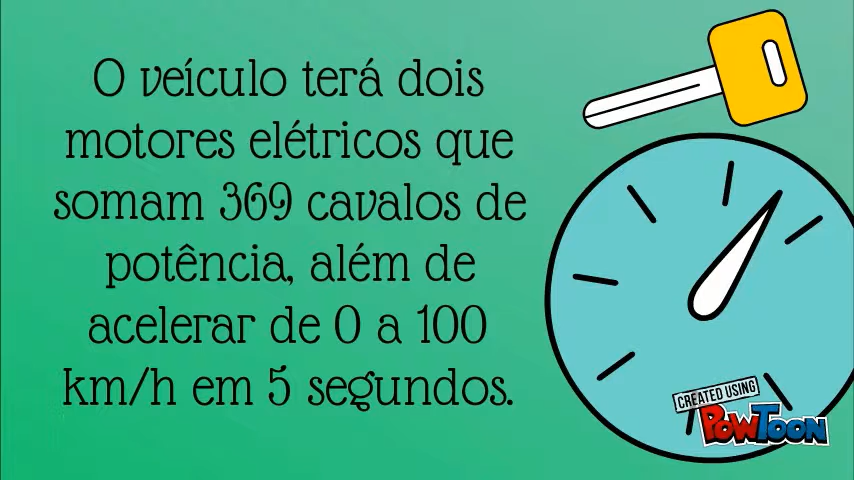 O veículo terá dois
motores elétricos que
somam 369 cavalos de
potência, além de
acelerar de 0 a 100
km/h em 5 segundos.
CREATED USING
POWTOON